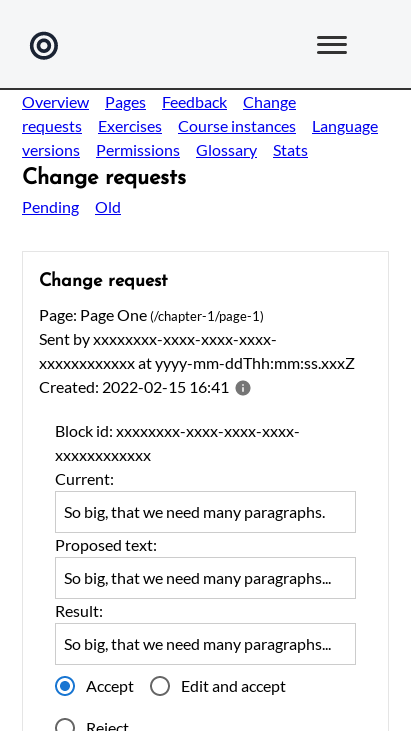 Overview Pages Feedback Change
requests Exercises Course instances Language
versions Permissions Glossary Stats
Change requests
Pending Old
Change request
Page: Page One (/chapter-1/page-1)
Sent by xxxxxxxx-xxxx-xxxx-xxxx-
xxxxxxxxxxxx at yyyy-mm-ddThh:mm:ss.xxxZ
Created: 2022-02-15 16:41
Block id: xxxxxxxx-xxxx-xxxx-xxxx-
xxxxxxxxxxxx
Current:
So big, that we need many paragraphs.
Proposed text:
So big, that we need many paragraphs...
Result:
So big, that we need many paragraphs...
Accept Edit and accept
Reject